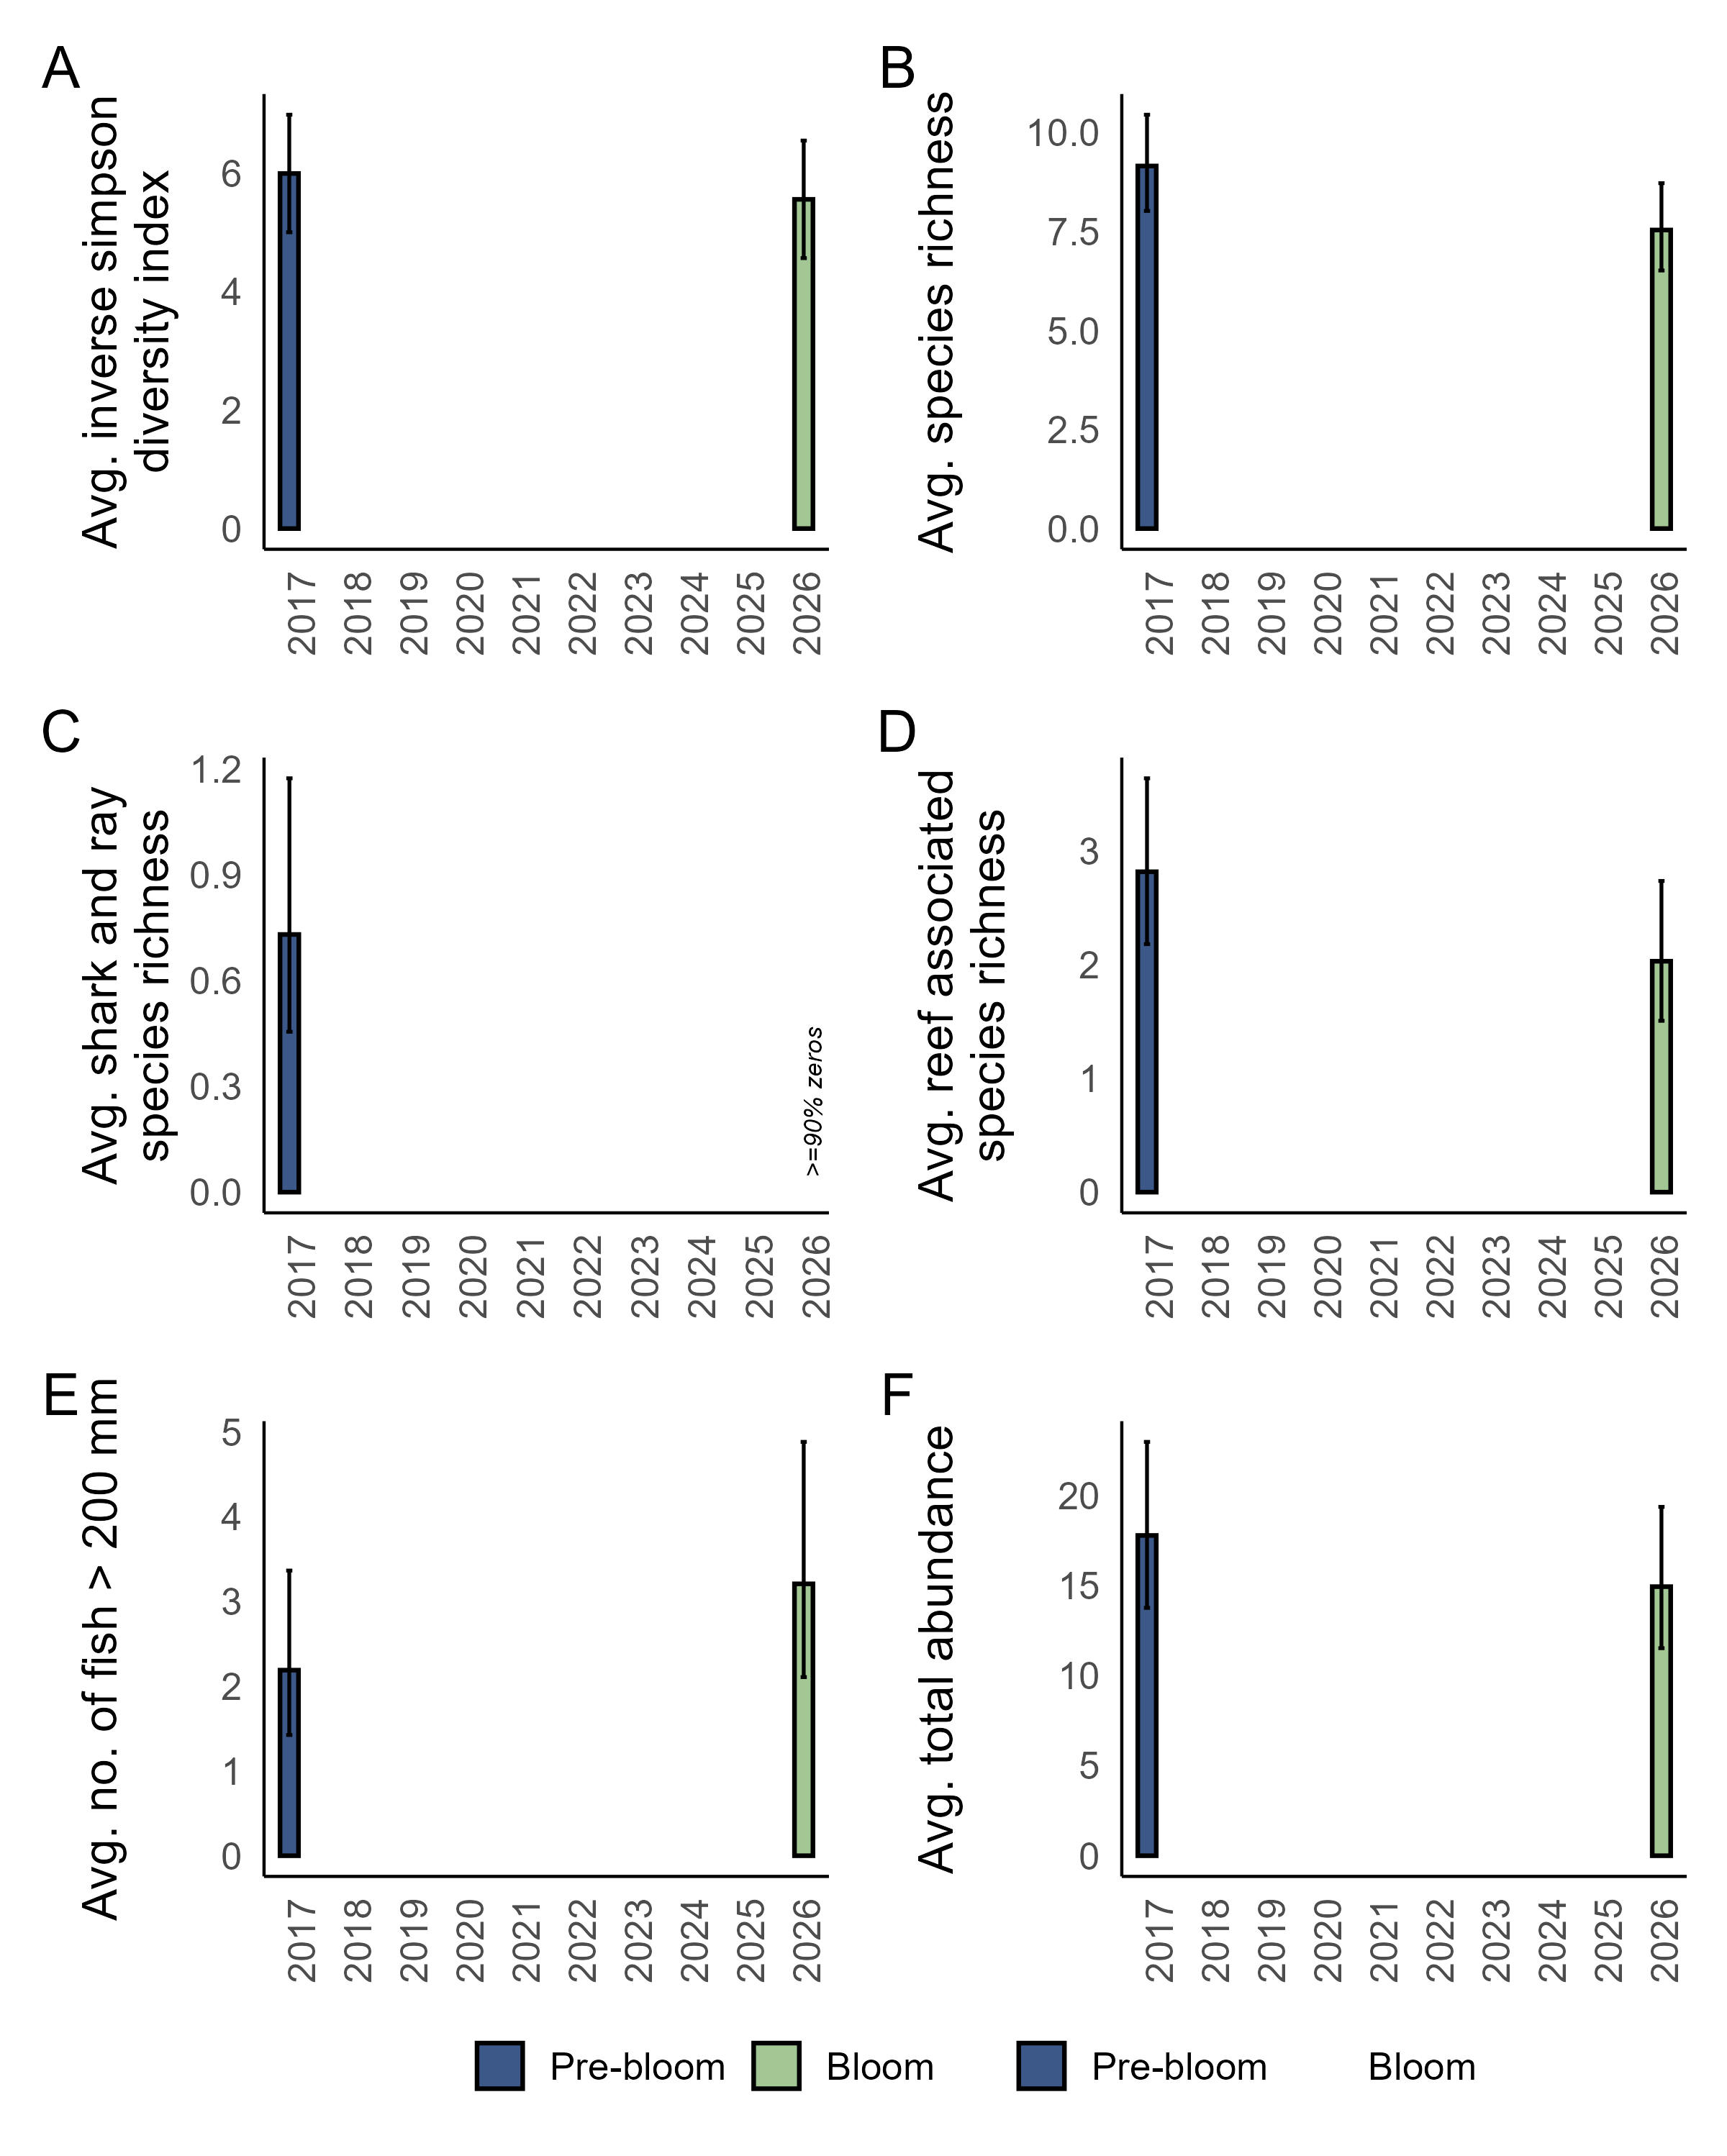 A
Avg. inverse simpson
diversity index
6
4
2
0
2017 2018 2019 2020 2021 2022 2023 2024 2025 2026
B
Avg. species richness
10.0
7.5
5.0
2.5
0.0
2017 2018 2019 2020 2021 2022 2023 2024 2025 2026
C
Avg. shark and ray
species richness
1.2
0.9
0.6
0.3
0.0
>=90% zeros
2017 2018 2019 2020 2021 2022 2023 2024 2025 2026
D
Avg. reef associated
species richness
3
2
1
0
2017 2018 2019 2020 2021 2022 2023 2024 2025 2026
E
Avg. no. of fish > 200 mm
5
4
3
2
1
0
2017 2018 2019 2020 2021 2022 2023 2024 2025 2026
F
Avg. total abundance
20
15
10
5
0
2017 2018 2019 2020 2021 2022 2023 2024 2025 2026
Pre-bloom Bloom Pre-bloom Bloom